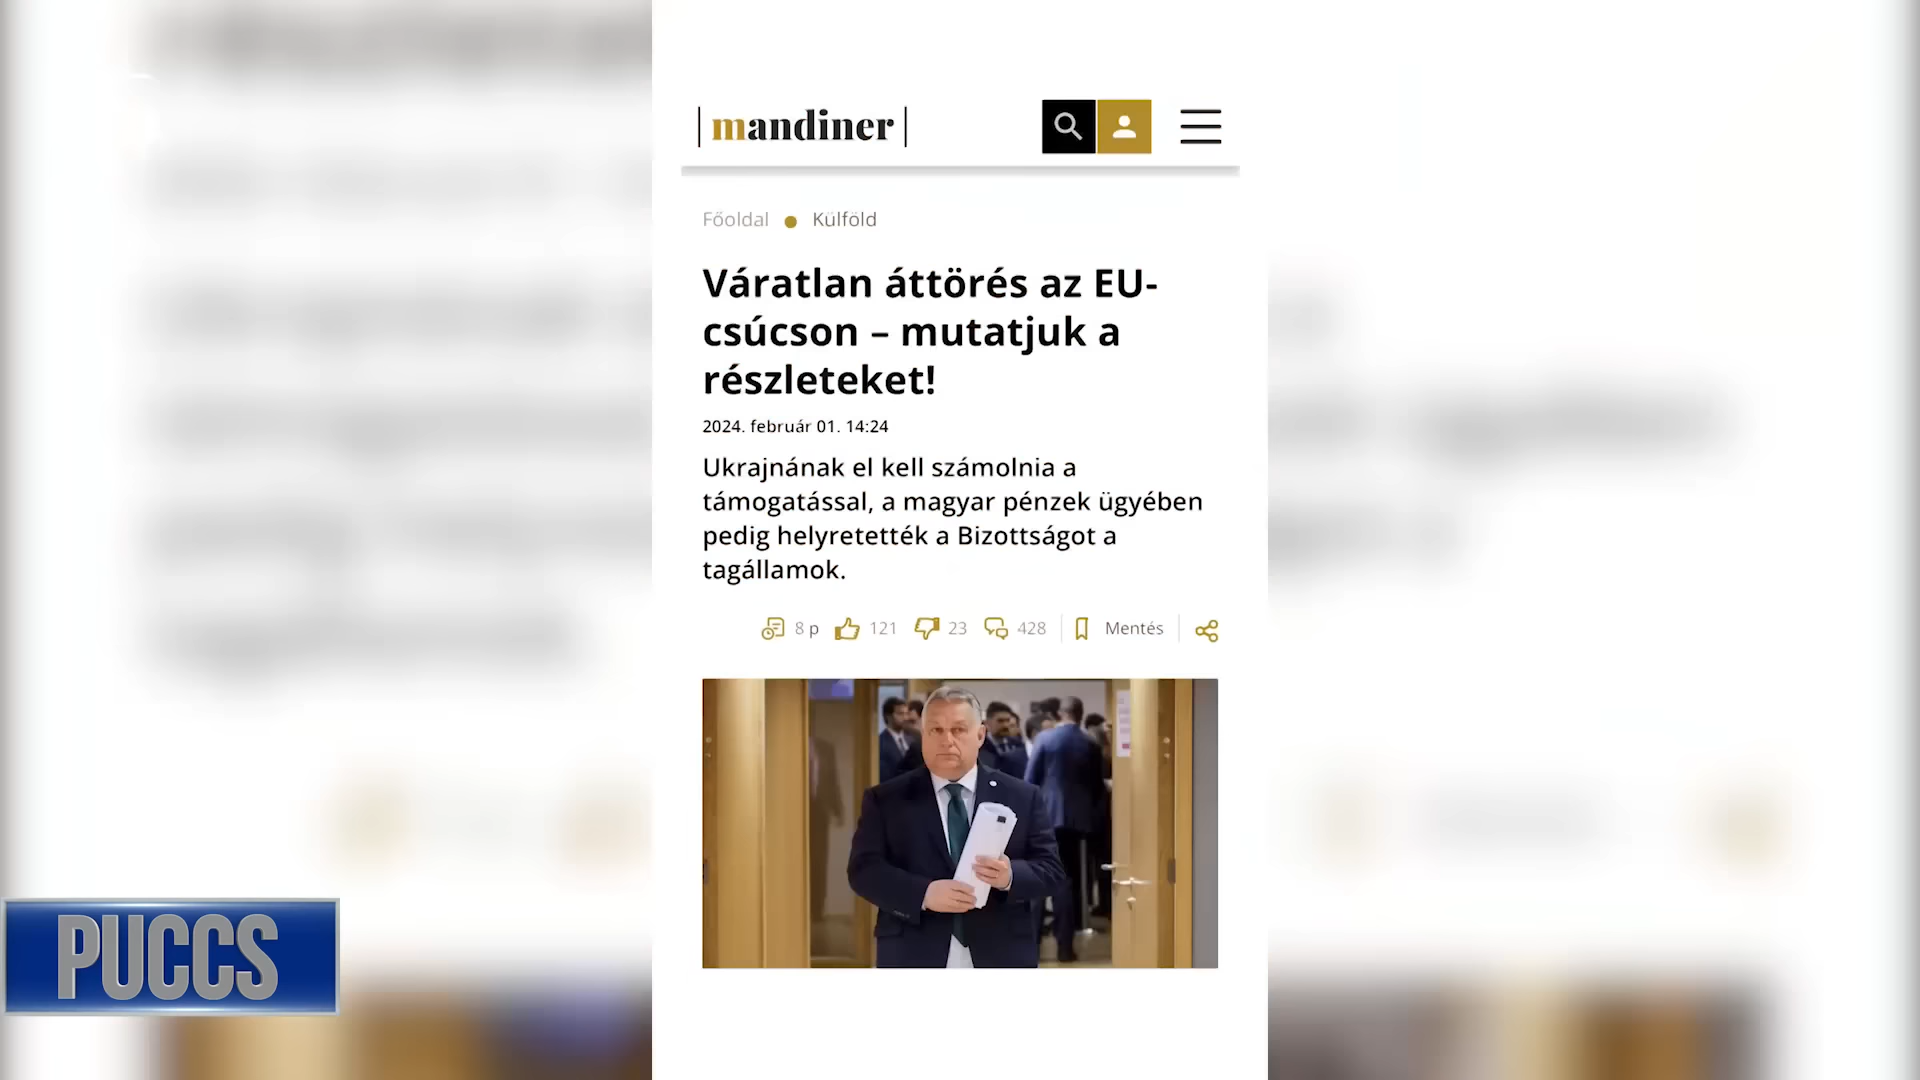 mandiner
Főoldal ● Külföld
Váratlan áttörés az EU-
csúcson – mutatjuk a
részleteket!
2024. február 01. 14:24
Ukrajnának el kell számolnia a
támogatással, a magyar pénzek ügyében
pedig helyretették a Bizottságot a
tagállamok.
8 p 121 23 428 Mentés
PUCCS